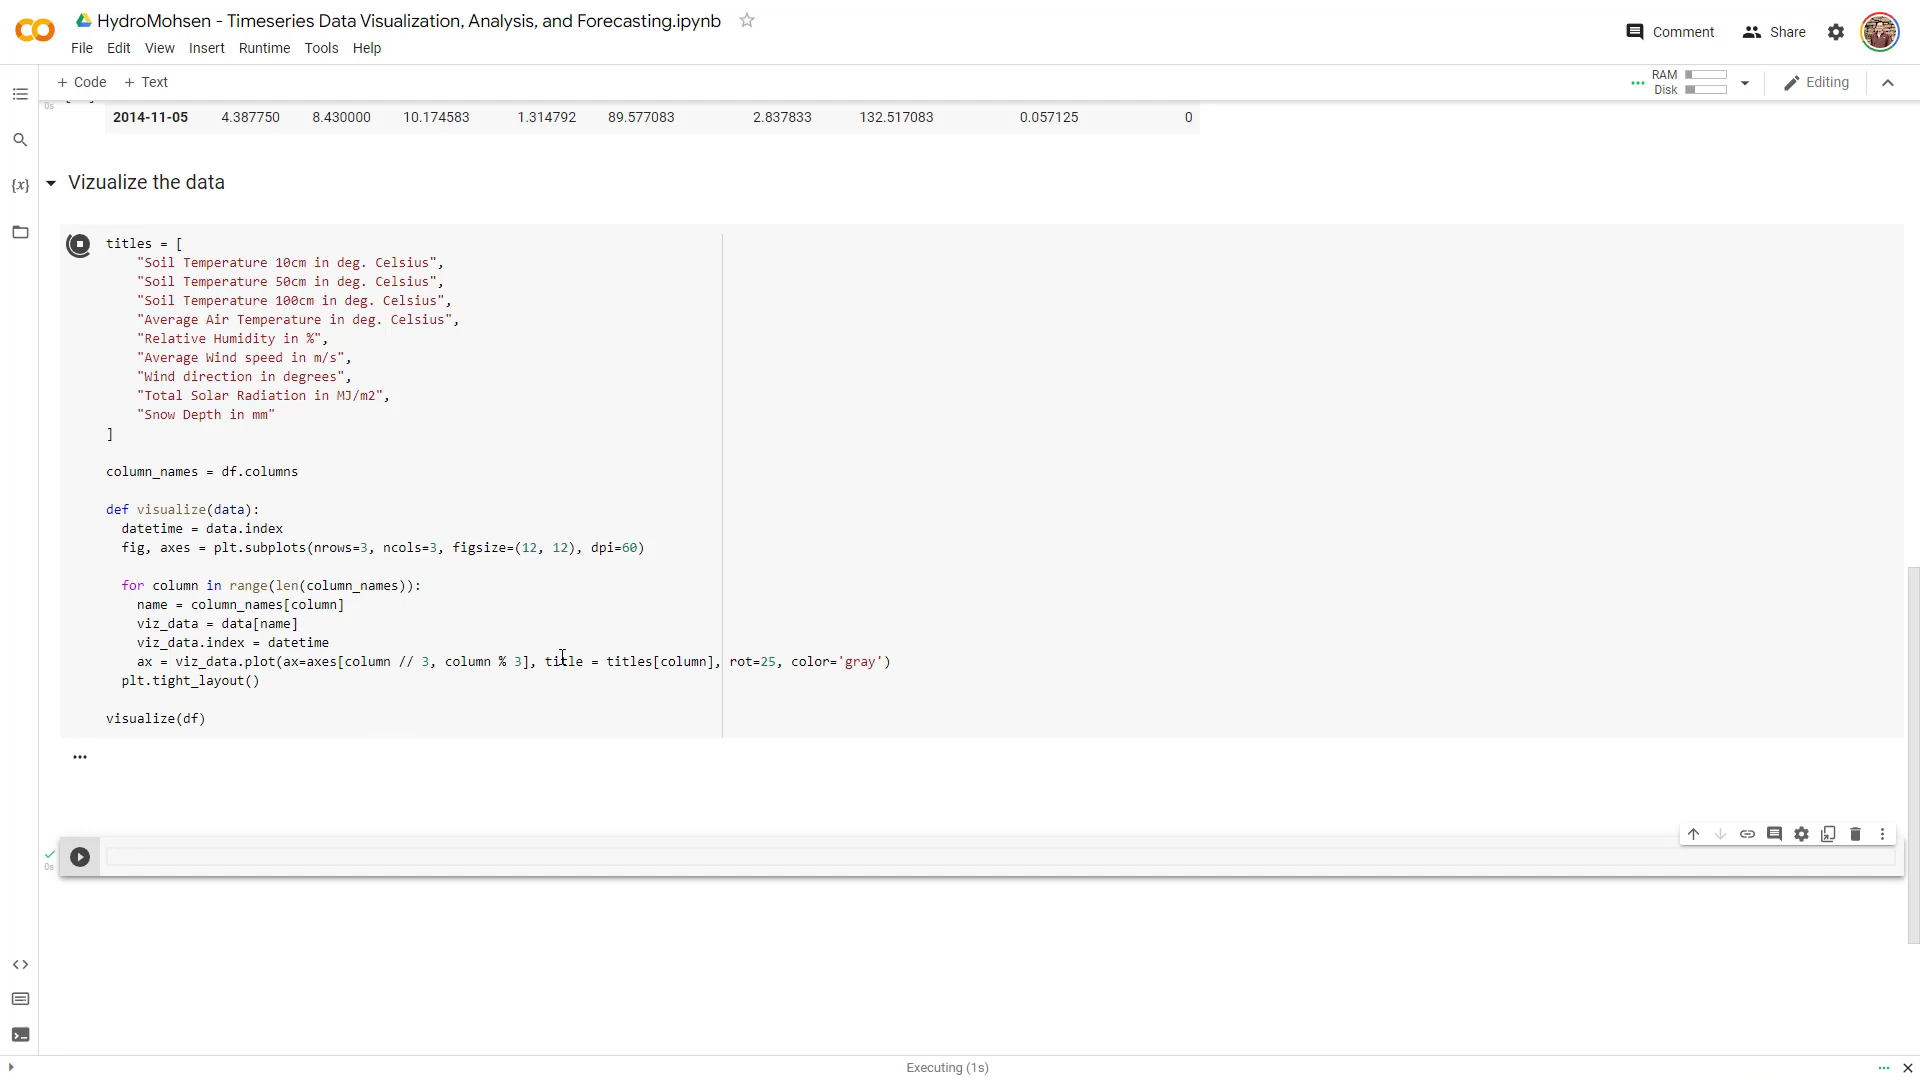 HydroMohsen - Timeseries Data Visualization, Analysis, and Forecasting.ipynb
File Edit View Insert Runtime Tools Help
Comment Share
+ Code + Text
RAM
Disk
Editing
0s
2014-11-05 4.387750 8.430000 10.174583 1.314792 89.577083 2.837833 132.517083 0.057125 0
Vizualize the data
titles = [
"Soil Temperature 10cm in deg. Celsius",
"Soil Temperature 50cm in deg. Celsius",
"Soil Temperature 100cm in deg. Celsius",
"Average Air Temperature in deg. Celsius",
"Relative Humidity in %",
"Average Wind speed in m/s",
"Wind direction in degrees",
"Total Solar Radiation in MJ/m2",
"Snow Depth in mm"
]
column_names = df.columns
def visualize(data):
datetime = data.index
fig, axes = plt.subplots(nrows=3, ncols=3, figsize=(12, 12), dpi=60)
for column in range(len(column_names)):
name = column_names[column]
viz_data = data[name]
viz_data.index = datetime
ax = viz_data.plot(ax=axes[column // 3, column % 3], title = titles[column], rot=25, color='gray')
plt.tight_layout()
visualize(df)
0s
Executing (1s)